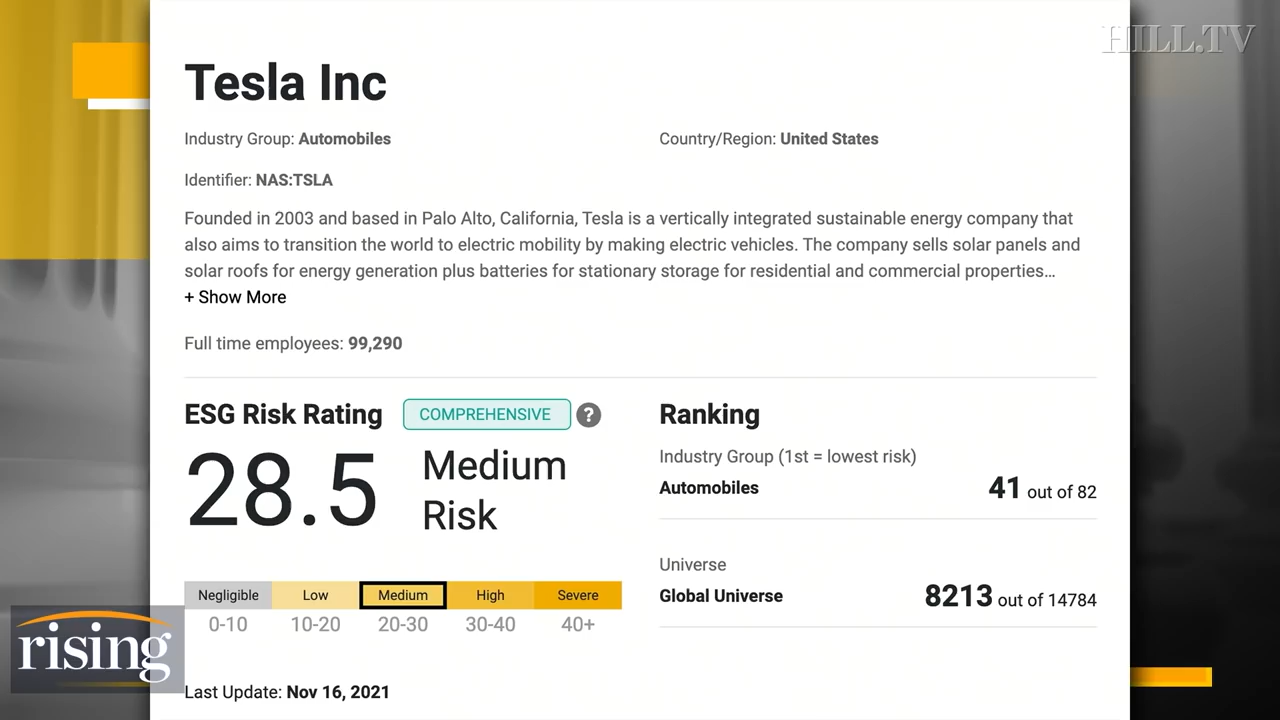 HILL.TV
Tesla Inc
Industry Group: Automobiles
Country/Region: United States
Identifier: NAS:TSLA
Founded in 2003 and based in Palo Alto, California, Tesla is a vertically integrated sustainable energy company that
also aims to transition the world to electric mobility by making electric vehicles. The company sells solar panels and
solar roofs for energy generation plus batteries for stationary storage for residential and commercial properties...
+ Show More
Full time employees: 99,290
ESG Risk Rating
COMPREHENSIVE
?
28.5
Medium
Risk
Negligible
Low
Medium
High
Severe
0-10
10-20
20-30
30-40
40+
Last Update: Nov 16, 2021
Ranking
Industry Group (1st = lowest risk)
Automobiles
41 out of 82
Universe
Global Universe
8213 out of 14784
rising